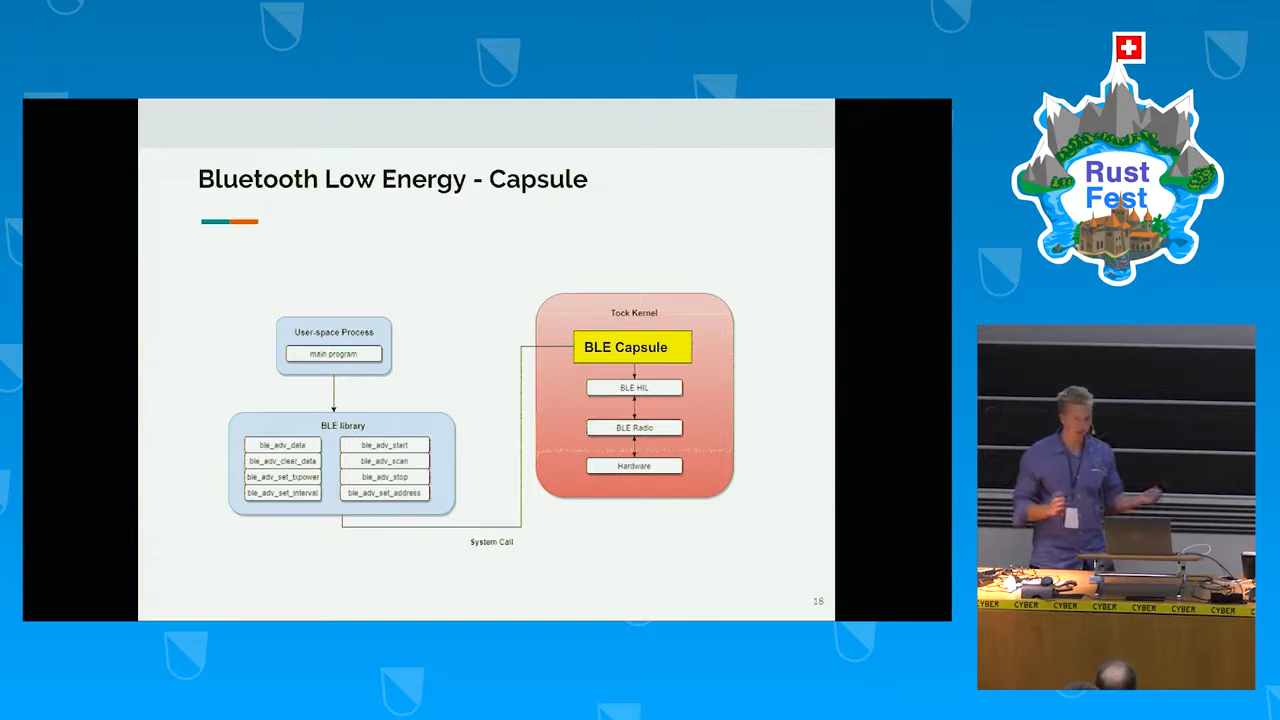 Bluetooth Low Energy - Capsule
User-space Process
main program
BLE library
ble_adv_data
ble_adv_start
ble_adv_clear_data
ble_adv_scan
ble_adv_set_txpower
ble_adv_stop
ble_adv_set_interval
ble_adv_set_address
System Call
Tock Kernel
BLE Capsule
BLE HIL
BLE Radio
Hardware
18
Rust
Fest
CYBER CYBER CYBER CYBER CYBER CYBER